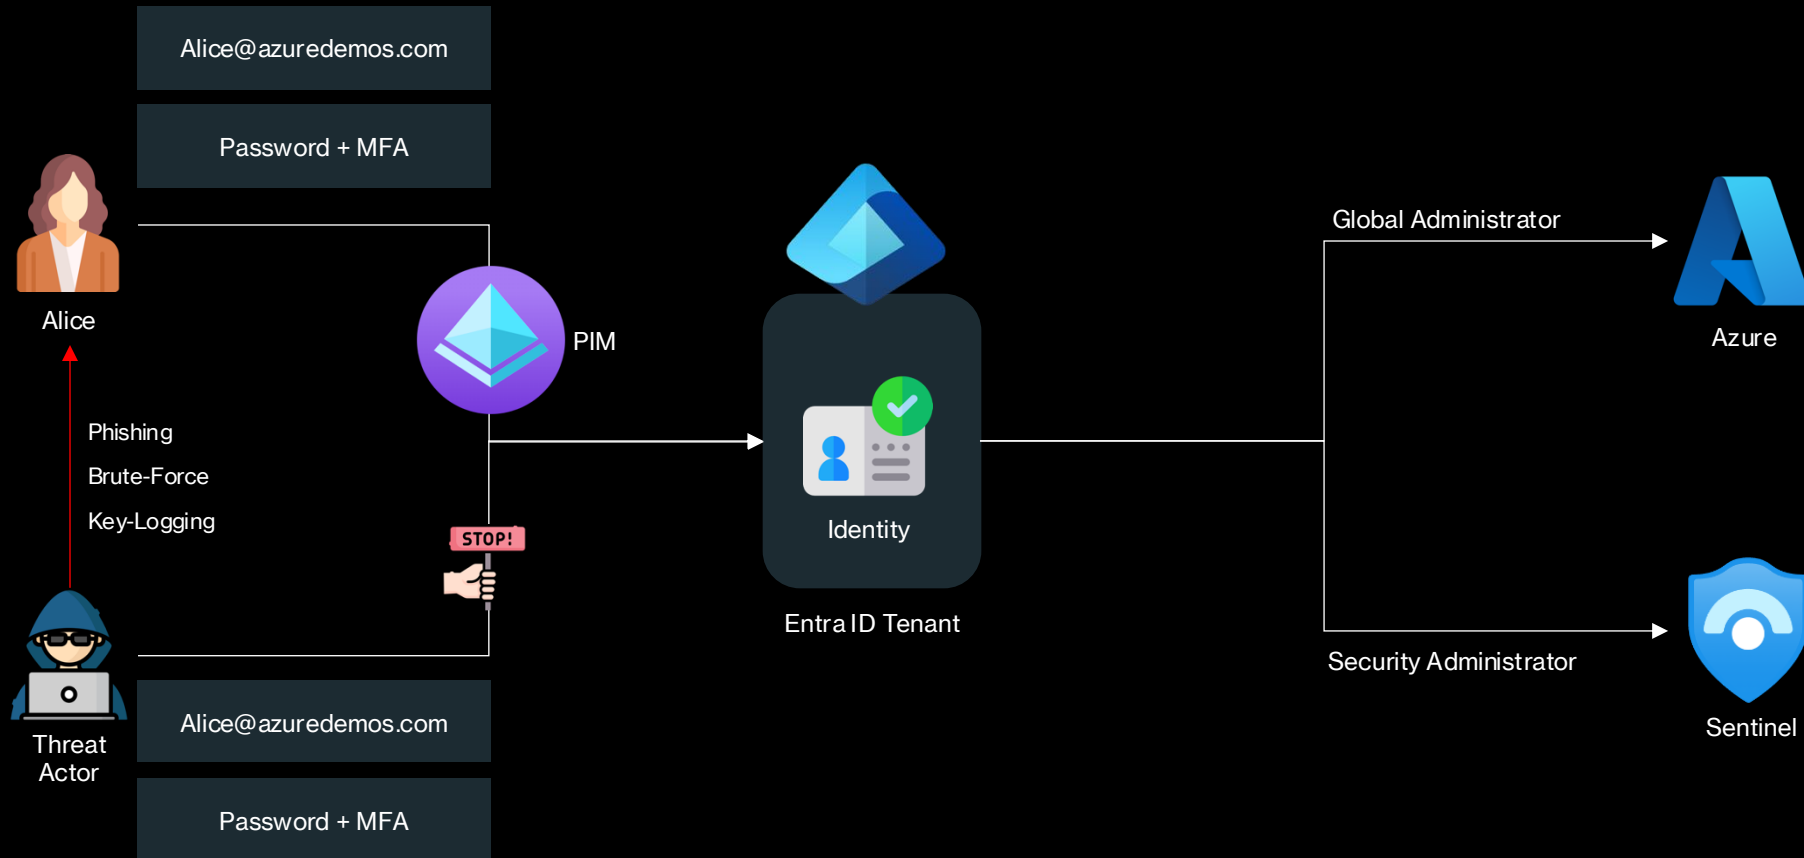 Alice@azuredemos.com
Password + MFA
Alice
PIM
Phishing
Brute-Force
Key-Logging
STOP!
Identity
Entra ID Tenant
Global Administrator
Azure
Security Administrator
Sentinel
Threat
Actor
Alice@azuredemos.com
Password + MFA